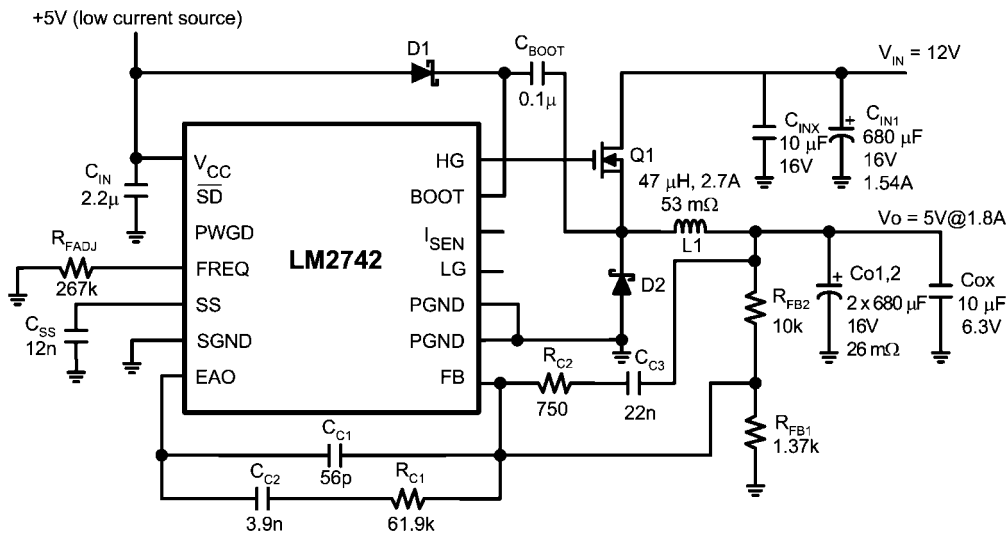 +5V (low current source)
D1
C_BOOT
0.1μ
V_IN = 12V
C_INX
10 μF
16V
+
C_IN1
680 μF
16V
1.54A
C_IN
2.2μ
V_CC
SD
PWGD
FREQ
SS
SGND
EAO
LM2742
HG
BOOT
I_SEN
LG
PGND
PGND
FB
Q1
47 μH, 2.7A
53 mΩ
L1
Vo = 5V@1.8A
R_FADJ
267k
C_SS
12n
D2
R_FB2
10k
+
Co1,2
2 x 680 μF
16V
26 mΩ
Cox
10 μF
6.3V
R_C2
750
C_C3
22n
R_FB1
1.37k
C_C1
56p
C_C2
3.9n
R_C1
61.9k